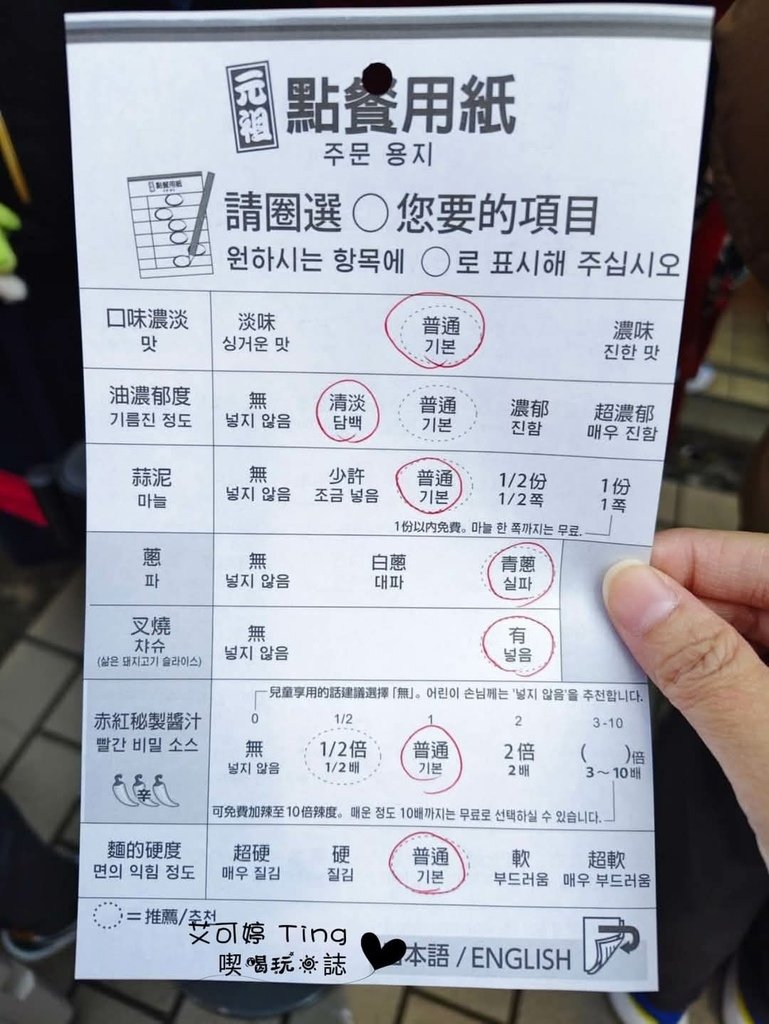 元祖 點餐用紙
주문 용지
點餐用紙
請圈選○您要的項目
원하시는 항목에 ○로 표시해 주십시오
口味濃淡 淡味 普通 濃味
맛 싱거운 맛 기본 진한 맛
油濃郁度 無 清淡 普通 濃郁 超濃郁
기름진 정도 넣지 않음 담백 기본 진함 매우 진함
蒜泥 無 少許 普通 1/2份 1份
마늘 넣지 않음 조금 넣음 기본 1/2쪽 1쪽
1份以內免費。마늘 한 쪽까지는 무료.
蔥 無 白蔥 青蔥
파 넣지 않음 대파 실파
叉燒 無 有
챠슈 넣지 않음 넣음
(삶은 돼지고기 슬라이스)
兒童享用的話建議選擇「無」。어린이 손님께는 '넣지 않음'을 추천합니다.
0 1/2 1 2 3-10
赤紅秘製醬汁 無 1/2倍 普通 2倍 ( )倍
빨간 비밀 소스 넣지 않음 1/2배 기본 2배 3～10배
辛
可免費加辣至10倍辣度。매운 정도 10배까지는 무료로 선택하실 수 있습니다.
麵的硬度 超硬 硬 普通 軟 超軟
면의 익힘 정도 매우 질김 질김 기본 부드러움 매우 부드러움
=推薦/추천
艾可婷 Ting
喫喝玩樂誌
本語 / ENGLISH